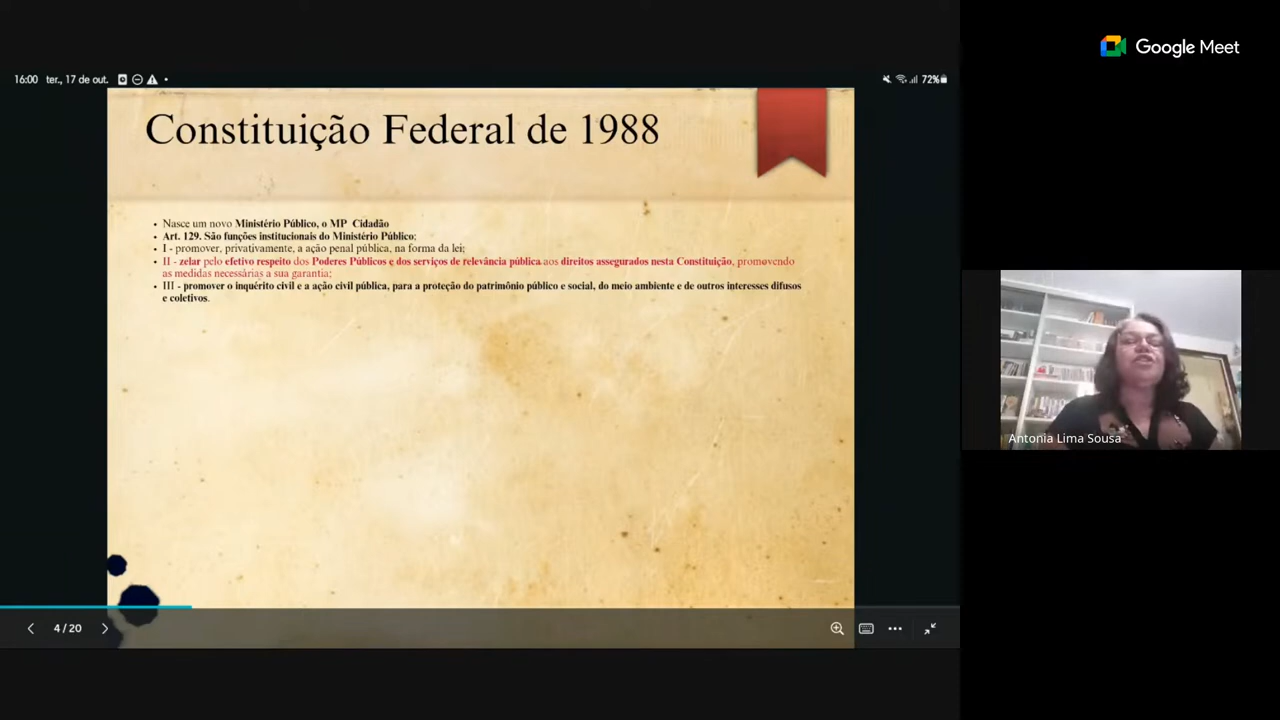 Google Meet
16:00 ter., 17 de out.
72%
Constituição Federal de 1988
• Nasce um novo Ministério Público, o MP Cidadão
• Art. 129. São funções institucionais do Ministério Público:
• I - promover, privativamente, a ação penal pública, na forma da lei;
• II - zelar pelo efetivo respeito dos Poderes Públicos e dos serviços de relevância pública aos direitos assegurados nesta Constituição, promovendo
as medidas necessárias a sua garantia;
• III - promover o inquérito civil e a ação civil pública, para a proteção do patrimônio público e social, do meio ambiente e de outros interesses difusos
e coletivos.
Antonia Lima Sousa
4 / 20